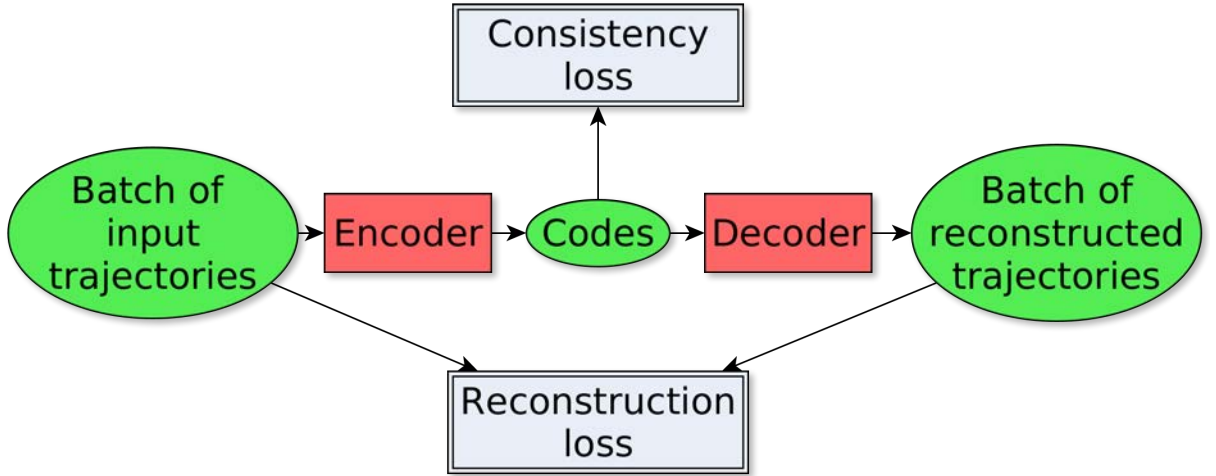 Consistency
loss
Batch of
input
trajectories
Encoder
Codes
Decoder
Batch of
reconstructed
trajectories
Reconstruction
loss